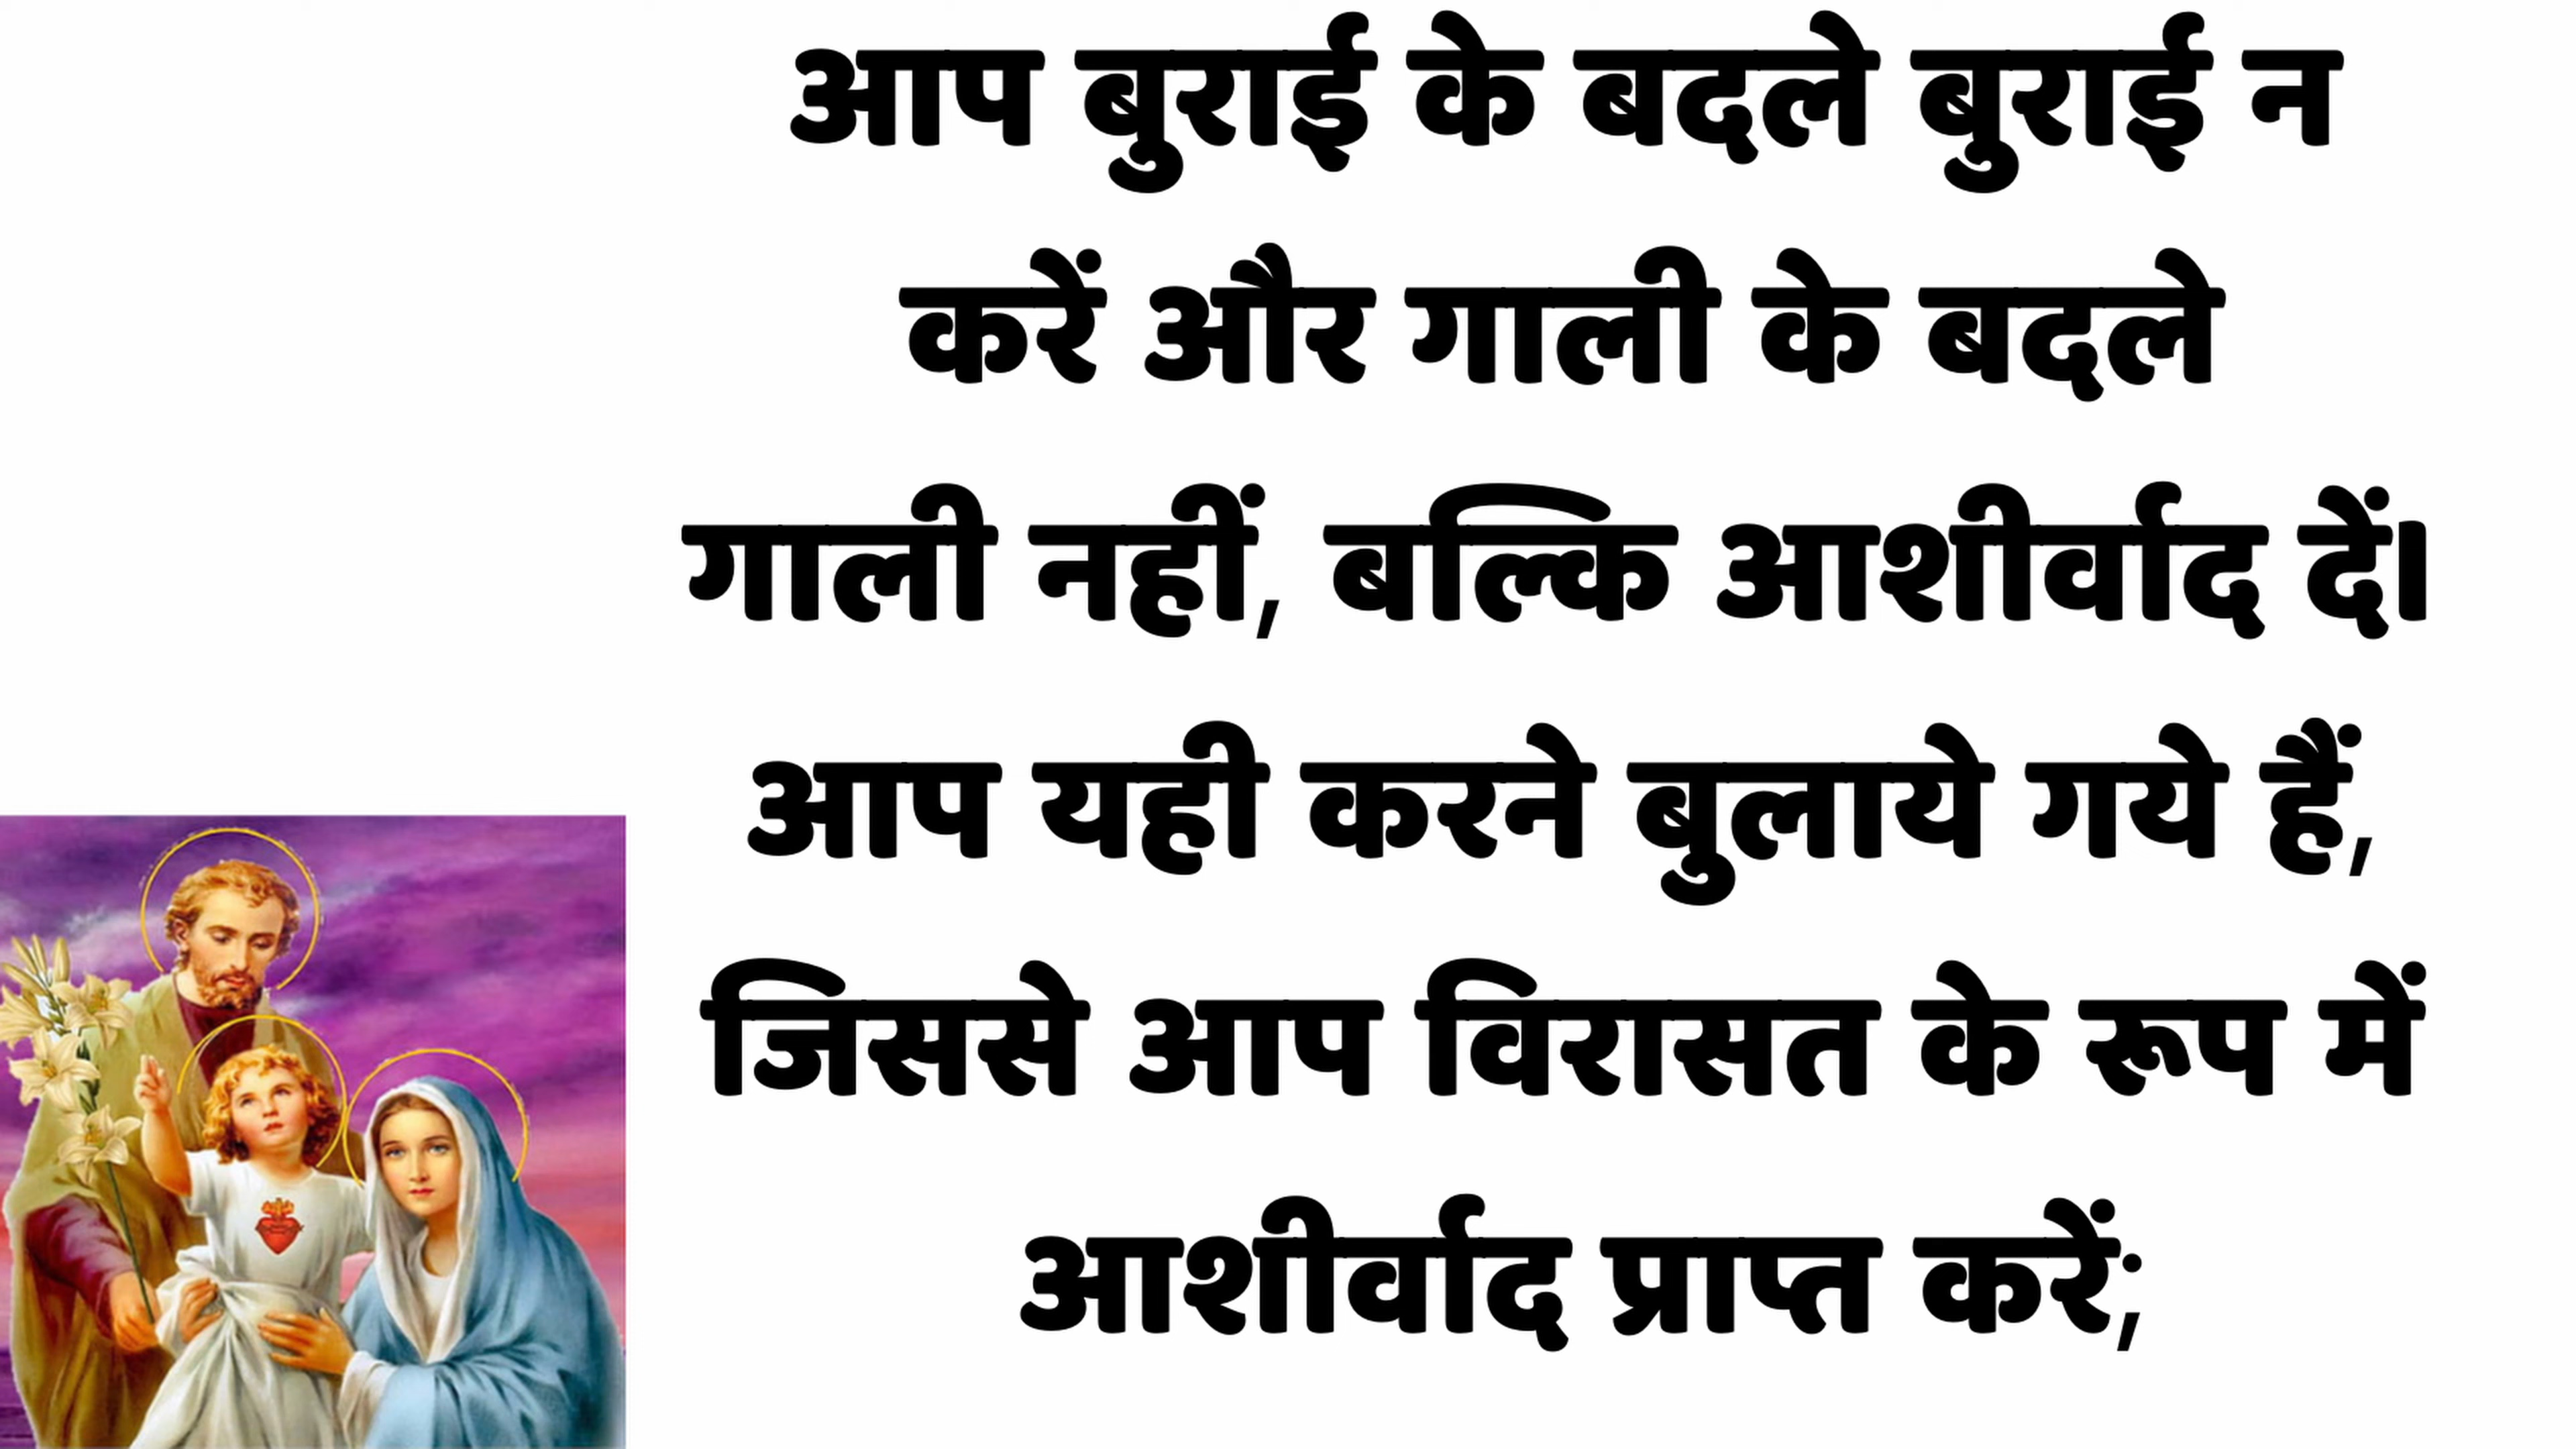 आप बुराई के बदले बुराई न
करें और गाली के बदले
गाली नहीं, बल्कि आशीर्वाद दें।
आप यही करने बुलाये गये हैं,
जिससे आप विरासत के रूप में
आशीर्वाद प्राप्त करें;